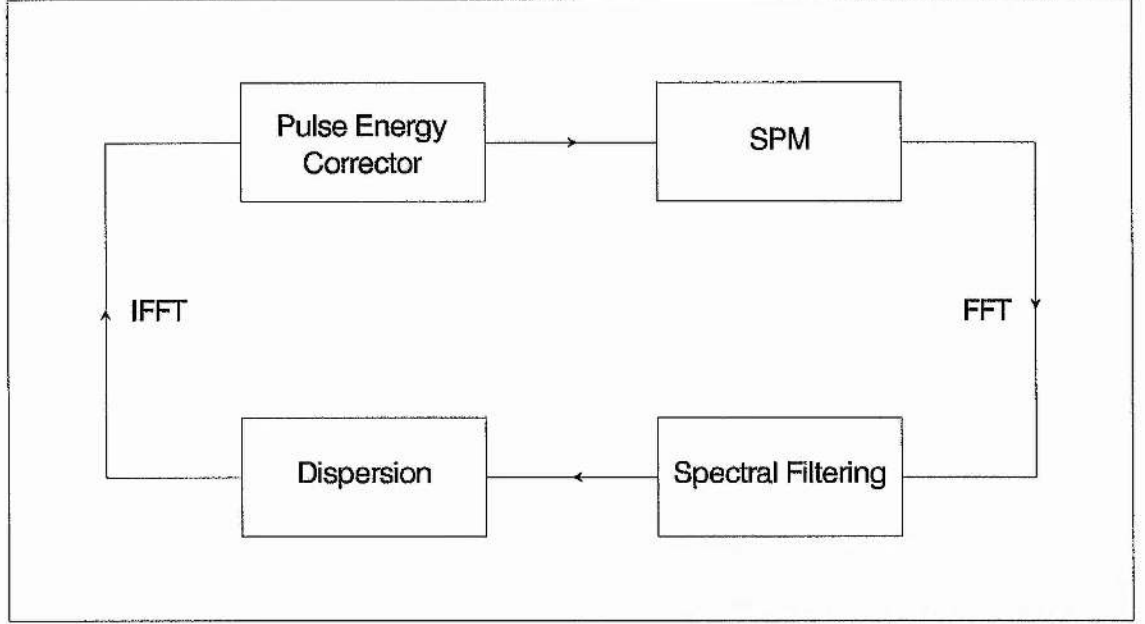 Pulse Energy
Corrector
SPM
IFFT
FFT
Dispersion
Spectral Filtering